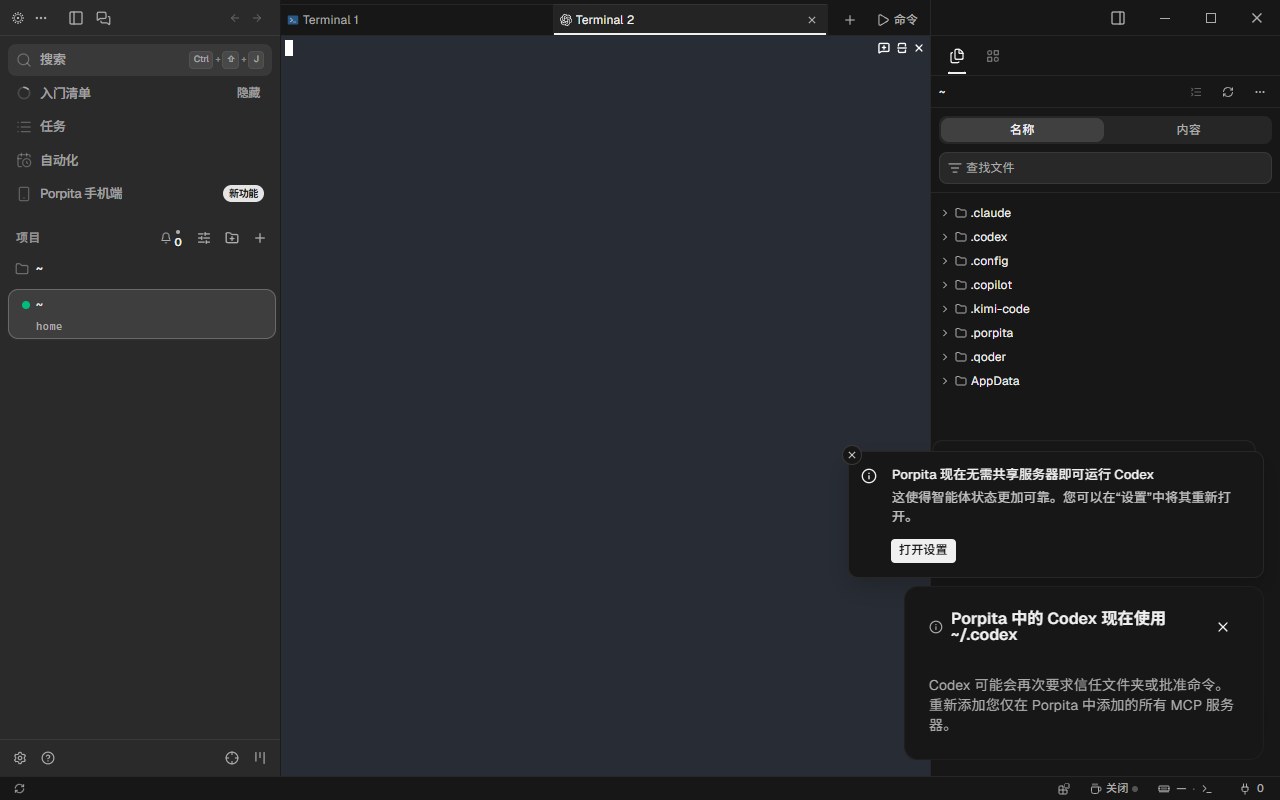 Terminal 1
Terminal 2
命令
搜索
Ctrl + ⇧ + J
入门清单
隐藏
任务
自动化
Porpita 手机端
新功能
项目
0
~
~
home
~
名称
内容
查找文件
.claude
.codex
.config
.copilot
.kimi-code
.porpita
.qoder
AppData
Porpita 现在无需共享服务器即可运行 Codex
这使得智能体状态更加可靠。您可以在“设置”中将其重新打
开。
打开设置
Porpita 中的 Codex 现在使用
~/.codex
Codex 可能会再次要求信任文件夹或批准命令。
重新添加您仅在 Porpita 中添加的所有 MCP 服务
器。
关闭
0